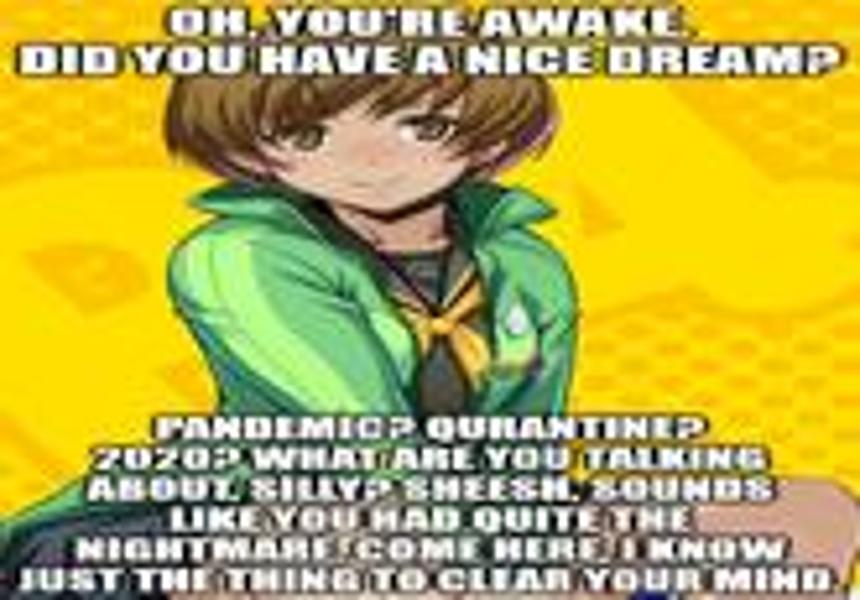 OH, YOU'RE AWAKE.
DID YOU HAVE A NICE DREAM?
PANDEMIC? QURANTINE?
2020? WHAT ARE YOU TALKING
ABOUT, SILLY? SHEESH, SOUNDS
LIKE YOU HAD QUITE THE
NIGHTMARE. COME HERE, I KNOW
JUST THE THING TO CLEAR YOUR MIND.